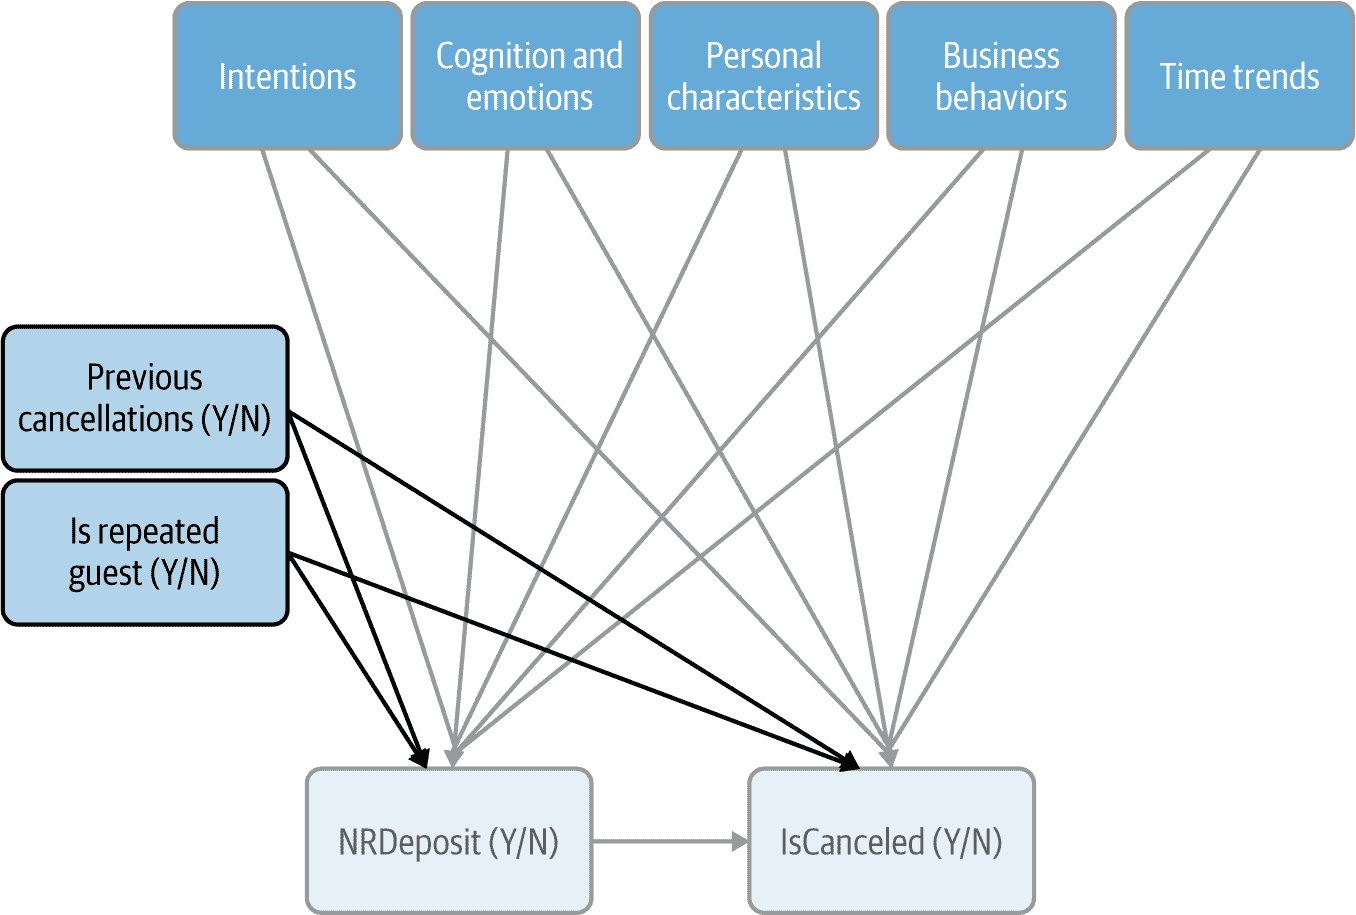 Intentions
Cognition and
emotions
Personal
characteristics
Business
behaviors
Time trends
Previous
cancellations (Y/N)
Is repeated
guest (Y/N)
NRDeposit (Y/N)
IsCanceled (Y/N)